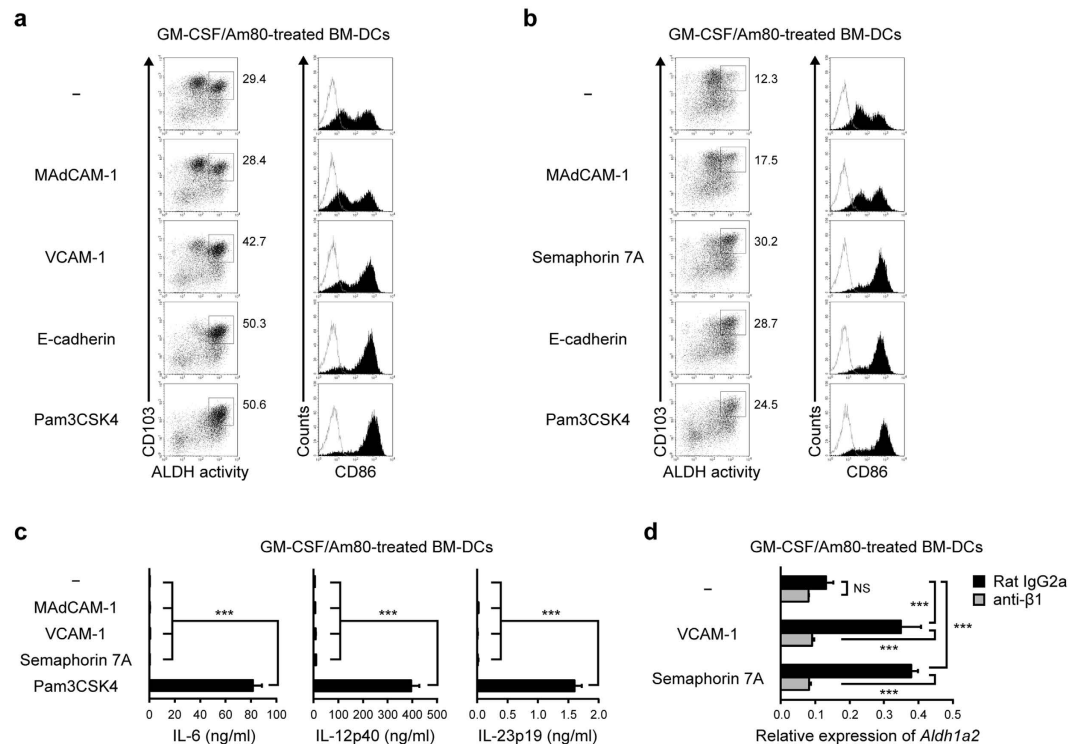 a
GM-CSF/Am80-treated BM-DCs
–
29.4
MAdCAM-1
28.4
VCAM-1
42.7
E-cadherin
50.3
Pam3CSK4
50.6
CD103
Counts
ALDH activity
CD86
b
GM-CSF/Am80-treated BM-DCs
–
12.3
MAdCAM-1
17.5
Semaphorin 7A
30.2
E-cadherin
28.7
Pam3CSK4
24.5
CD103
Counts
ALDH activity
CD86
c
GM-CSF/Am80-treated BM-DCs
–
MAdCAM-1
VCAM-1
Semaphorin 7A
Pam3CSK4
***
0 20 40 60 80 100
IL-6 (ng/ml)
***
0 100 200 300 400 500
IL-12p40 (ng/ml)
***
0.0 0.5 1.0 1.5 2.0
IL-23p19 (ng/ml)
d
GM-CSF/Am80-treated BM-DCs
Rat IgG2a
anti-β1
–
NS
***
VCAM-1
***
***
Semaphorin 7A
***
0.0 0.1 0.2 0.3 0.4 0.5
Relative expression of Aldh1a2